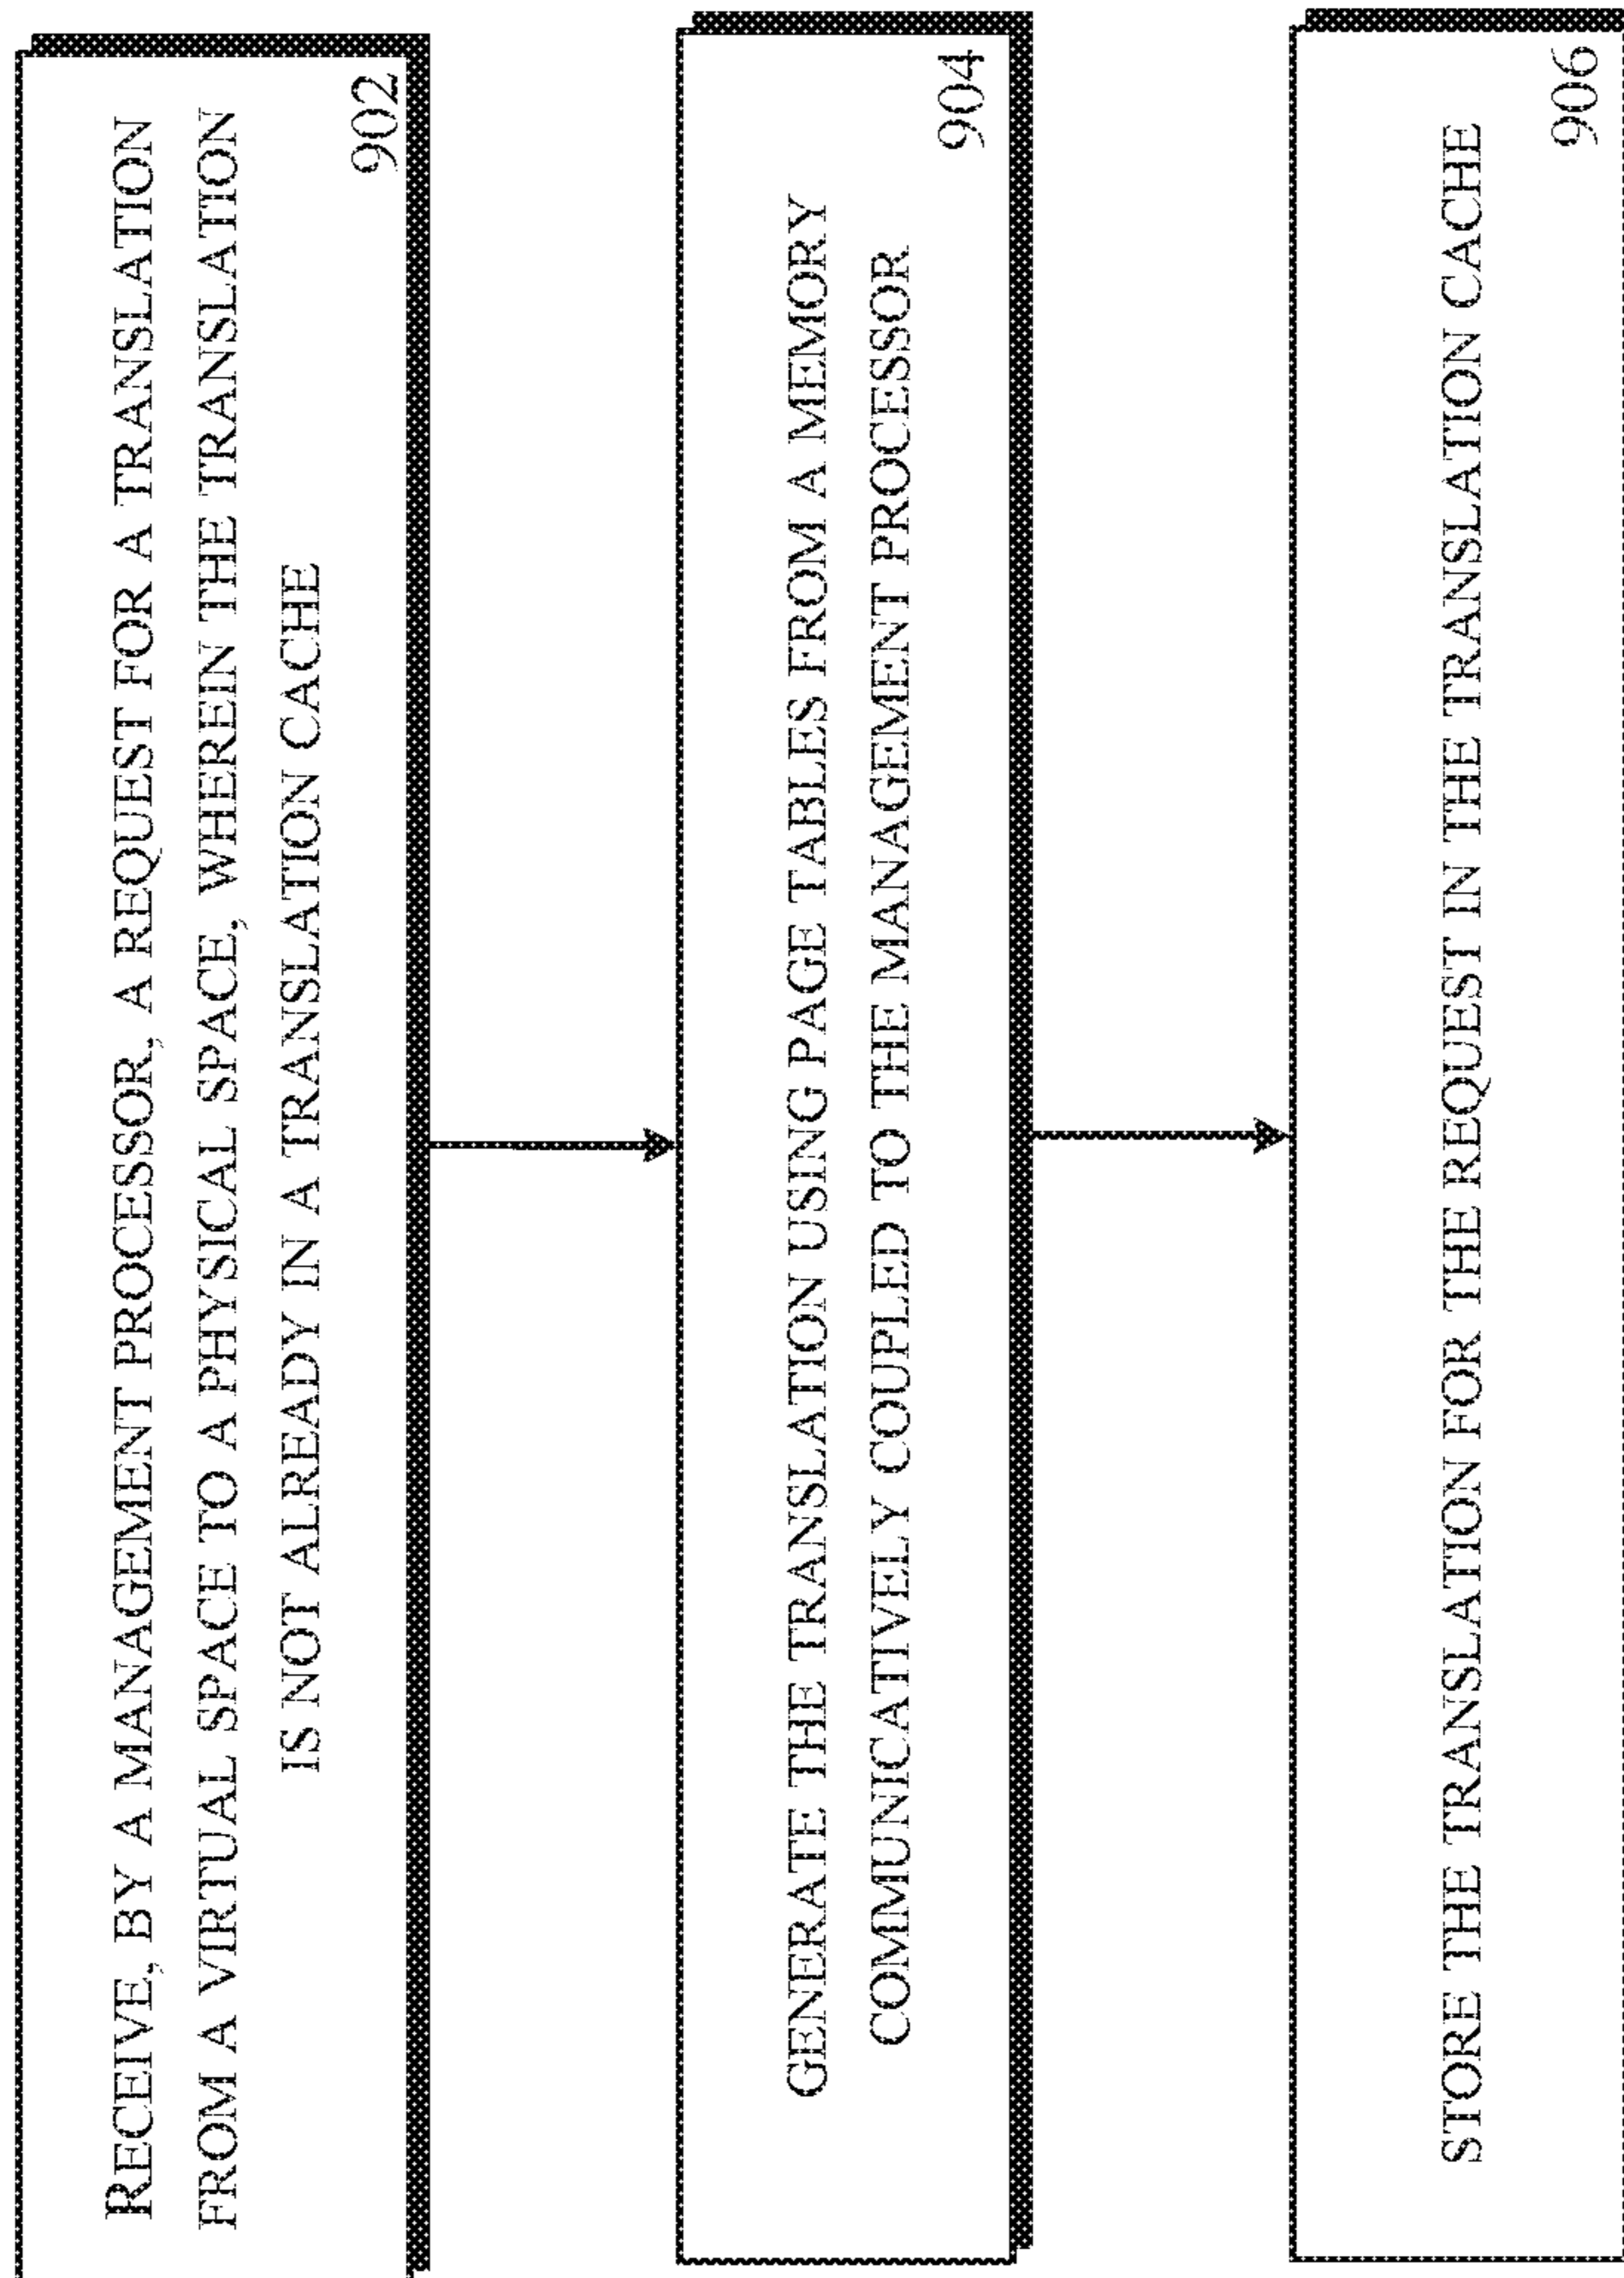 RECEIVE, BY A MANAGEMENT PROCESSOR, A REQUEST FOR A TRANSLATION
FROM A VIRTUAL SPACE TO A PHYSICAL SPACE, WHEREIN THE TRANSLATION
IS NOT ALREADY IN A TRANSLATION CACHE
902
GENERATE THE TRANSLATION USING PAGE TABLES FROM A MEMORY
COMMUNICATIVELY COUPLED TO THE MANAGEMENT PROCESSOR
904
STORE THE TRANSLATION FOR THE REQUEST IN THE TRANSLATION CACHE
906